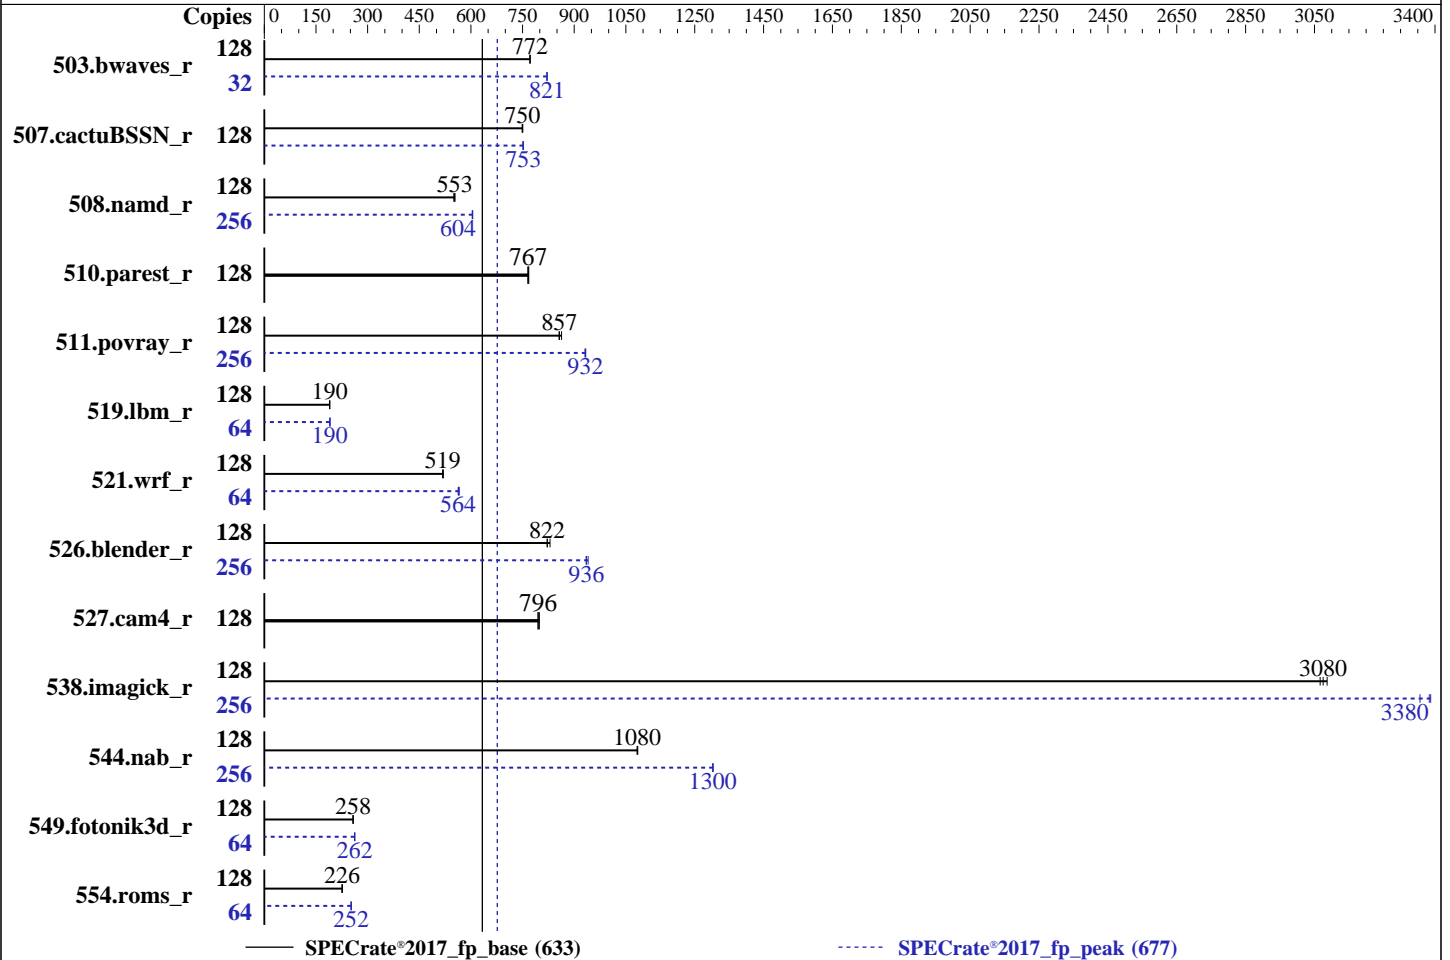 Copies 0 150 300 450 600 750 900 1050 1250 1450 1650 1850 2050 2250 2450 2650 2850 3050 3400
503.bwaves_r 128 772
32 821
507.cactuBSSN_r 128 750
753
508.namd_r 128 553
256 604
510.parest_r 128 767
511.povray_r 128 857
256 932
519.lbm_r 128 190
64 190
521.wrf_r 128 519
64 564
526.blender_r 128 822
256 936
527.cam4_r 128 796
538.imagick_r 128 3080
256 3380
544.nab_r 128 1080
256 1300
549.fotonik3d_r 128 258
64 262
554.roms_r 128 226
64 252
SPECrate®2017_fp_base (633) SPECrate®2017_fp_peak (677)